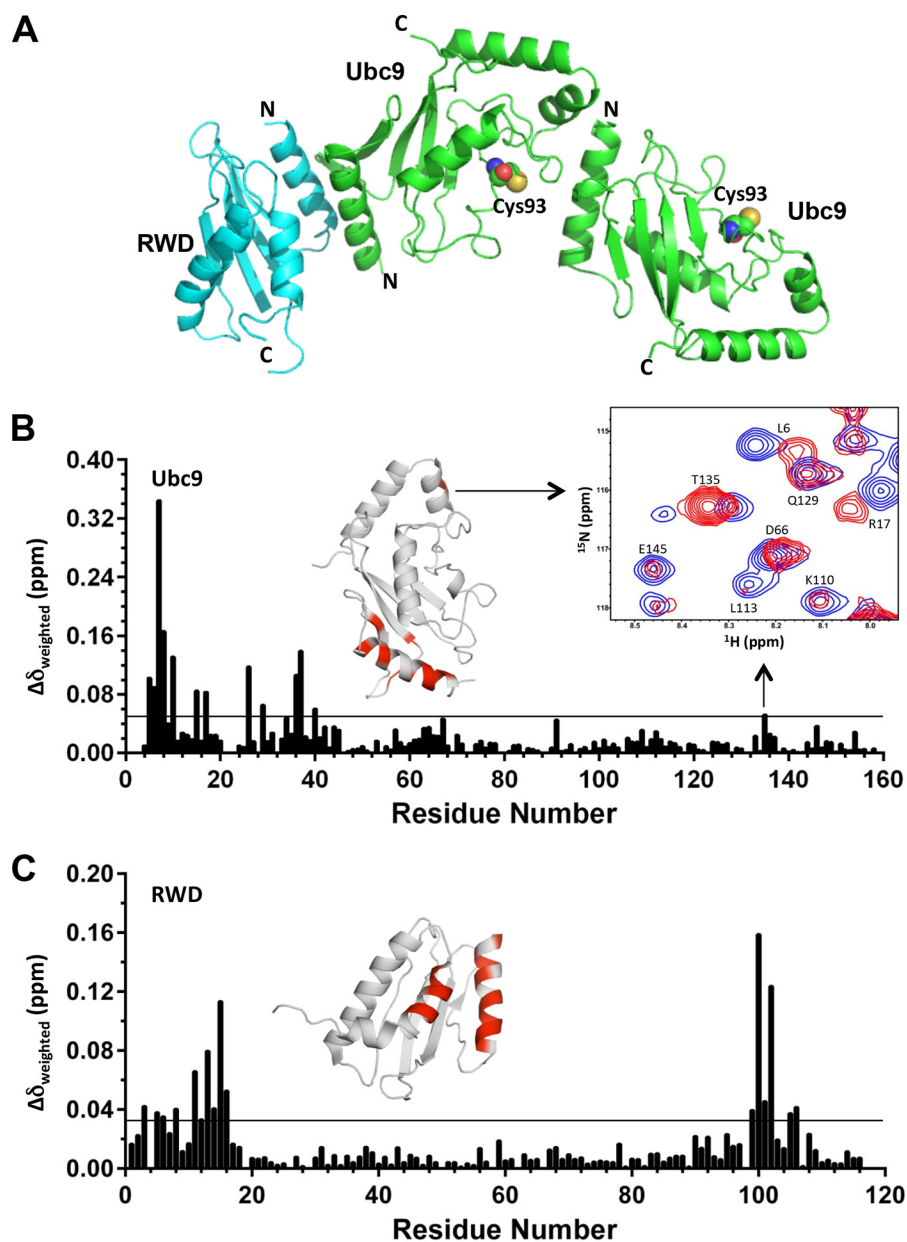 A
C
Ubc9
N
N
Cys93
Cys93
Ubc9
RWD
N
C
C
B
Ubc9
0.40
0.32
0.24
0.16
0.08
0.00
Δδweighted (ppm)
0 20 40 60 80 100 120 140 160
Residue Number
115
116
117
118
15N (ppm)
L6
T135
Q129
R17
D66
E145
L113
K110
8.5 8.4 8.3 8.2 8.1 8.0
1H (ppm)
C
RWD
0.20
0.16
0.12
0.08
0.04
0.00
Δδweighted (ppm)
0 20 40 60 80 100 120
Residue Number